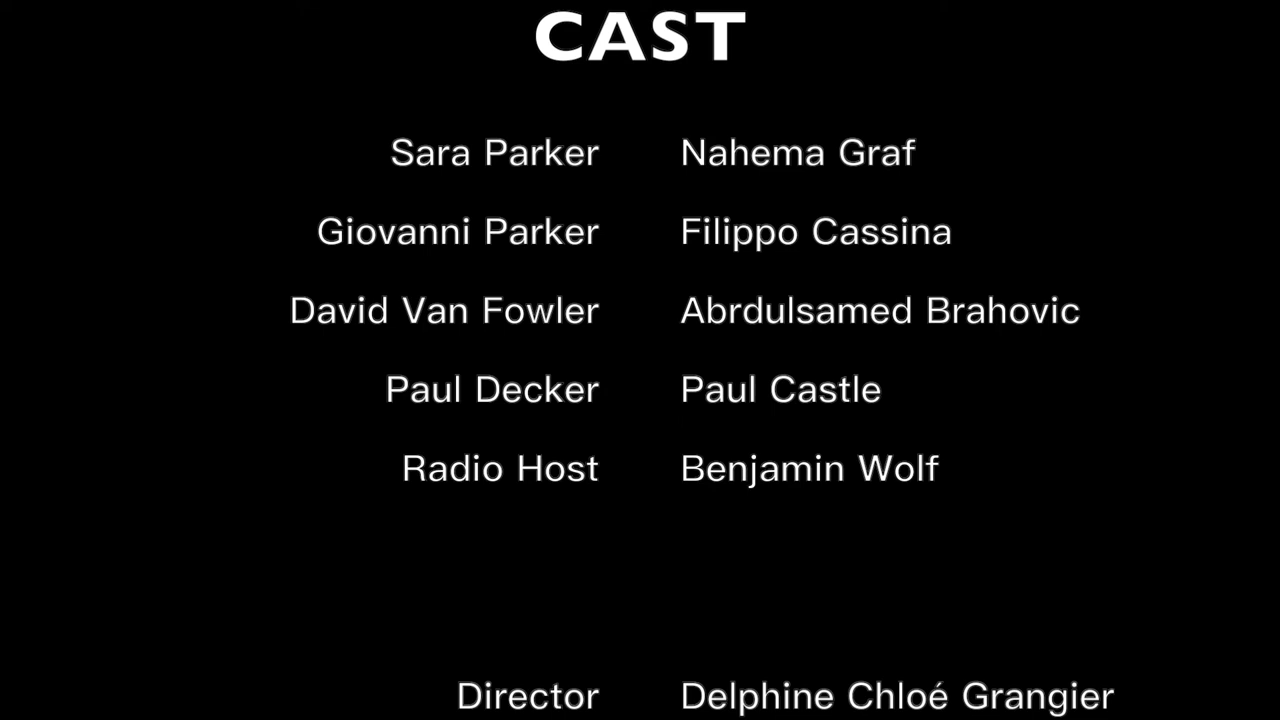 CAST
Sara Parker Nahema Graf
Giovanni Parker Filippo Cassina
David Van Fowler Abrdulsamed Brahovic
Paul Decker Paul Castle
Radio Host Benjamin Wolf
Director Delphine Chloé Grangier